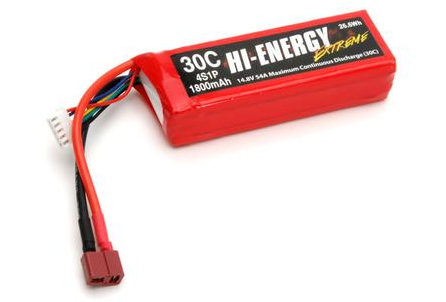 30C
4S1P
1800mAh
HI-ENERGY
EXTREME
26.6Wh
14.8V 54A Maximum Continuous Discharge (30C)